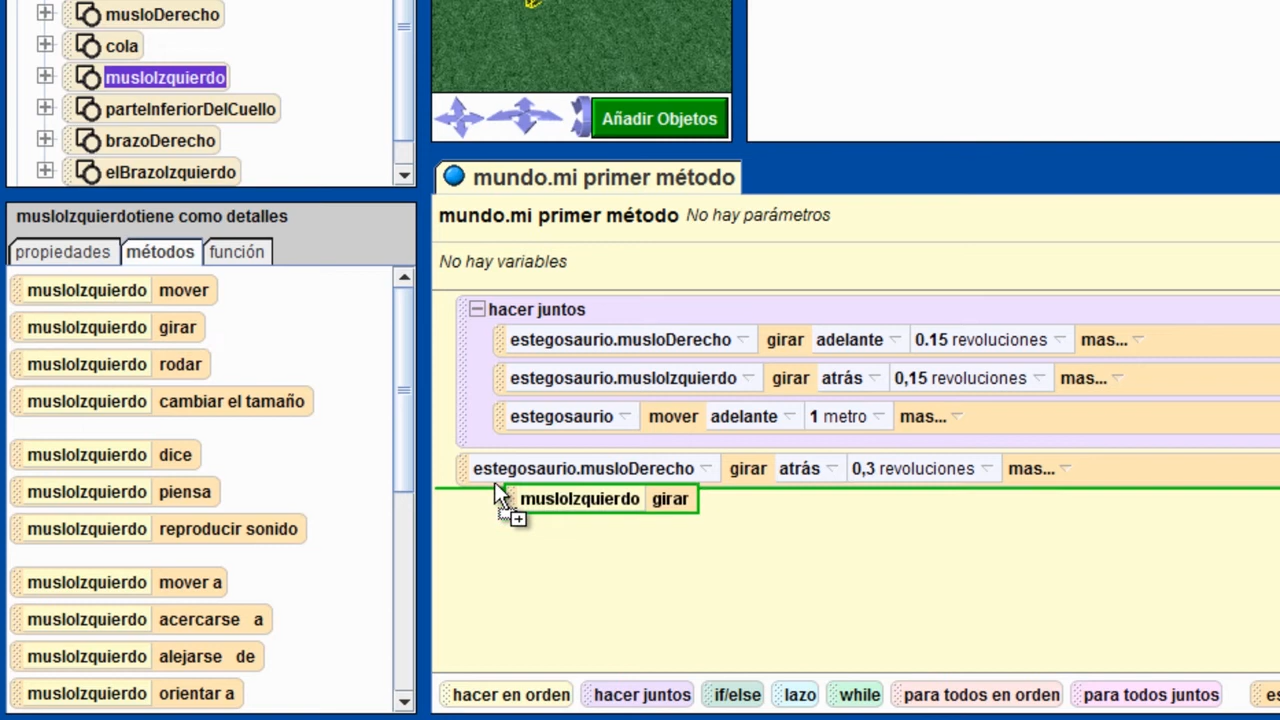 musloDerecho
cola
musloIzquierdo
parteInferiorDelCuello
brazoDerecho
elBrazoIzquierdo
Añadir Objetos
musloIzquierdotiene como detalles
propiedades métodos función
musloIzquierdo mover
musloIzquierdo girar
musloIzquierdo rodar
musloIzquierdo cambiar el tamaño
musloIzquierdo dice
musloIzquierdo piensa
musloIzquierdo reproducir sonido
musloIzquierdo mover a
musloIzquierdo acercarse a
musloIzquierdo alejarse de
musloIzquierdo orientar a
mundo.mi primer método
mundo.mi primer método No hay parámetros
No hay variables
hacer juntos
estegosaurio.musloDerecho girar adelante 0.15 revoluciones mas...
estegosaurio.musloIzquierdo girar atrás 0,15 revoluciones mas...
estegosaurio mover adelante 1 metro mas...
estegosaurio.musloDerecho girar atrás 0,3 revoluciones mas...
musloIzquierdo girar
hacer en orden hacer juntos if/else lazo while para todos en orden para todos juntos es